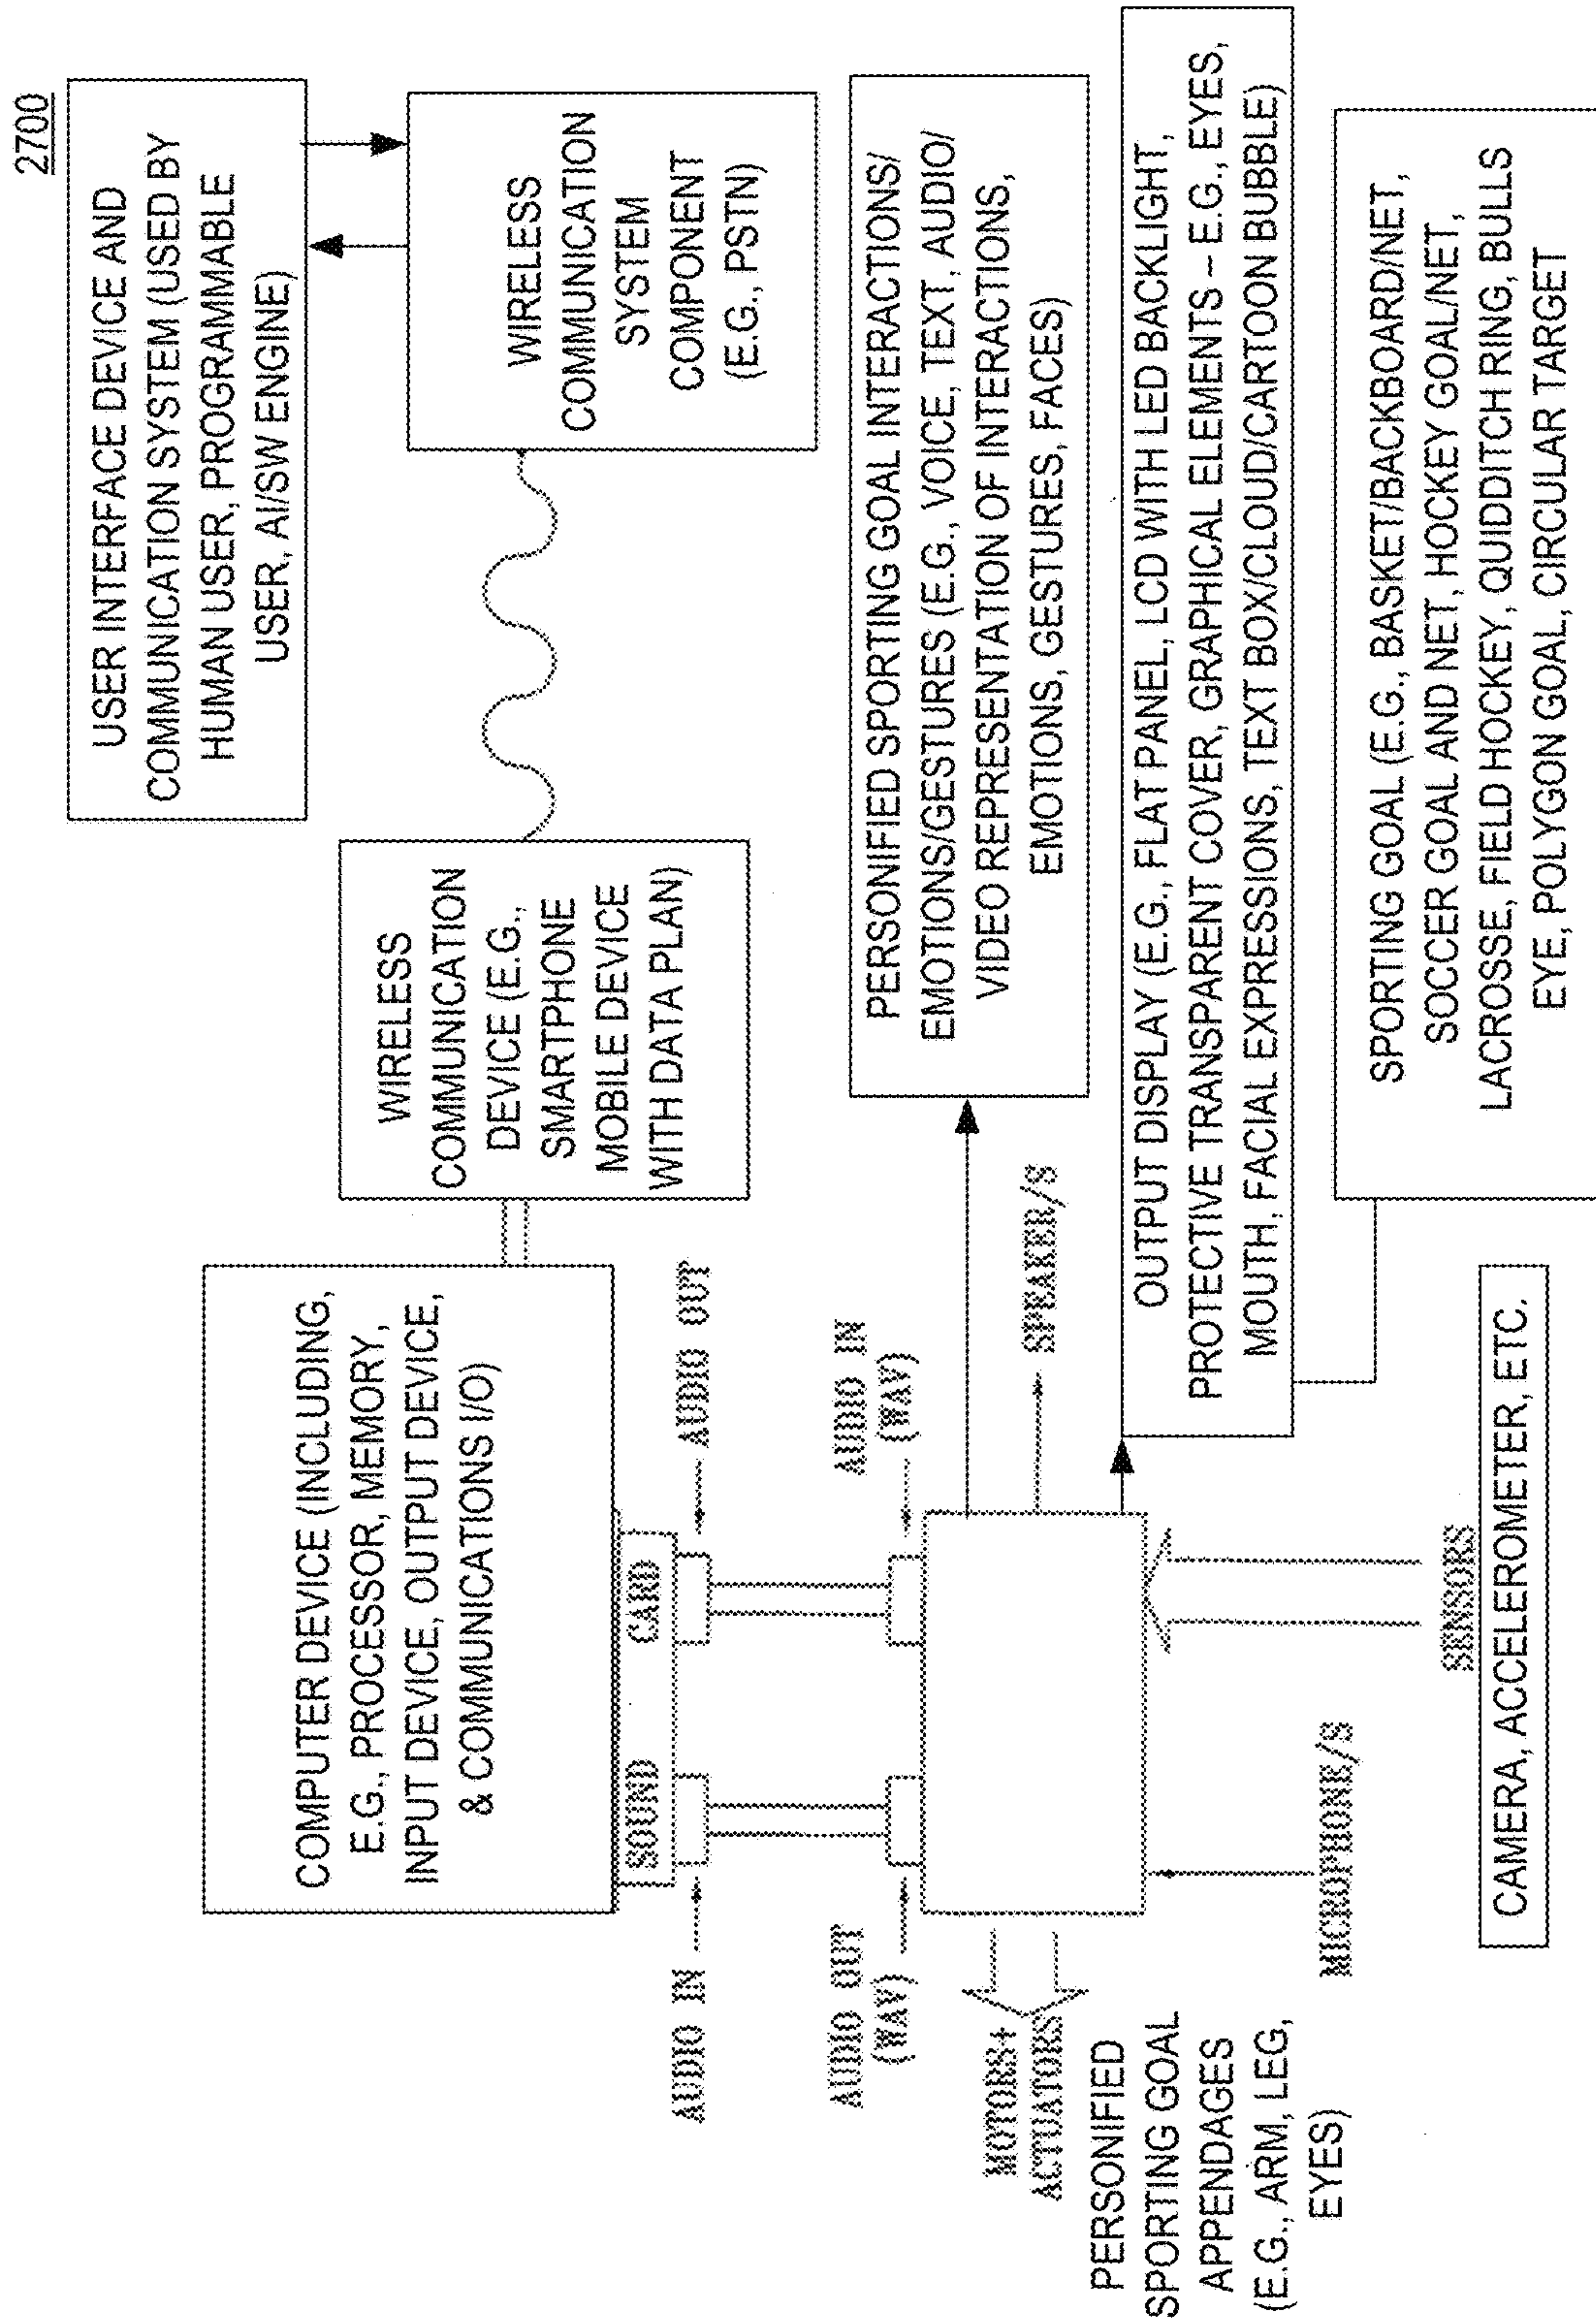 2700
USER INTERFACE DEVICE AND
COMMUNICATION SYSTEM (USED BY
HUMAN USER, PROGRAMMABLE
USER, AI/SW ENGINE)
COMPUTER DEVICE (INCLUDING,
E.G., PROCESSOR, MEMORY,
INPUT DEVICE, OUTPUT DEVICE,
& COMMUNICATIONS I/O)
WIRELESS
COMMUNICATION
DEVICE (E.G.,
SMARTPHONE
MOBILE DEVICE
WITH DATA PLAN)
WIRELESS
COMMUNICATION
SYSTEM
COMPONENT
(E.G., PSTN)
SOUND
CARD
AUDIO IN
AUDIO OUT
AUDIO OUT
(WAV)
AUDIO IN
(WAV)
PERSONIFIED SPORTING GOAL INTERACTIONS/
EMOTIONS/GESTURES (E.G., VOICE, TEXT, AUDIO/
VIDEO REPRESENTATION OF INTERACTIONS,
EMOTIONS, GESTURES, FACES)
MOTORS+
ACTUATORS
SPEAKER/S
PERSONIFIED
SPORTING GOAL
APPENDAGES
(E.G., ARM, LEG,
EYES)
OUTPUT DISPLAY (E.G., FLAT PANEL, LCD WITH LED BACKLIGHT,
PROTECTIVE TRANSPARENT COVER, GRAPHICAL ELEMENTS – E.G., EYES,
MOUTH, FACIAL EXPRESSIONS, TEXT BOX/CLOUD/CARTOON BUBBLE)
MICROPHONE/S
SENSORS
CAMERA, ACCELEROMETER, ETC.
SPORTING GOAL (E.G., BASKET/BACKBOARD/NET,
SOCCER GOAL AND NET, HOCKEY GOAL/NET,
LACROSSE, FIELD HOCKEY, QUIDDITCH RING, BULLS
EYE, POLYGON GOAL, CIRCULAR TARGET